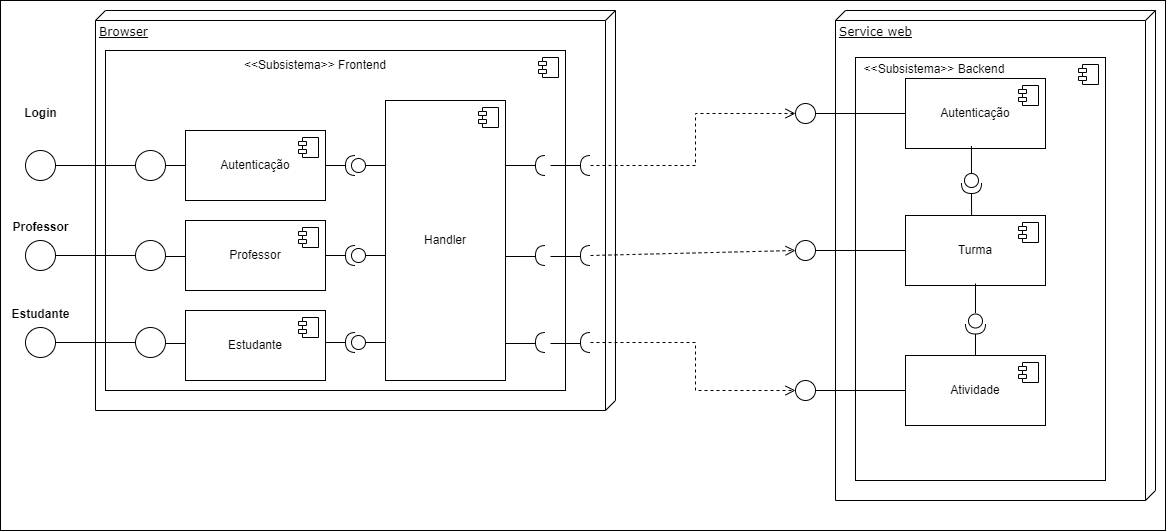 Browser
<<Subsistema>> Frontend
Login
Autenticação
Professor
Professor
Handler
Estudante
Estudante
Service web
<<Subsistema>> Backend
Autenticação
Turma
Atividade